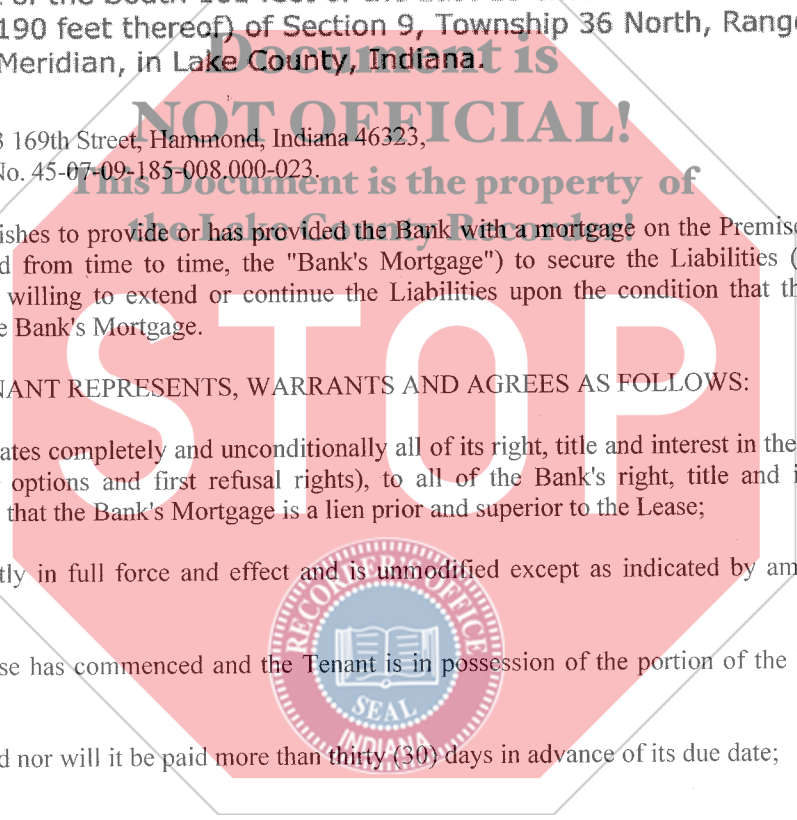 190 feet thereof) of Section 9, Township 36 North, Range
Meridian, in Lake County, Indiana.
Document is
NOT OFFICIAL!
This Document is the property of
the Lake County Recorder!
3 169th Street, Hammond, Indiana 46323,
No. 45-07-09-185-008.000-023.
ishes to provide or has provided the Bank with a mortgage on the Premise
d from time to time, the "Bank's Mortgage") to secure the Liabilities (
willing to extend or continue the Liabilities upon the condition that th
e Bank's Mortgage.
NANT REPRESENTS, WARRANTS AND AGREES AS FOLLOWS:
ates completely and unconditionally all of its right, title and interest in the
options and first refusal rights), to all of the Bank's right, title and i
that the Bank's Mortgage is a lien prior and superior to the Lease;
STOP
tly in full force and effect and is unmodified except as indicated by am
se has commenced and the Tenant is in possession of the portion of the
d nor will it be paid more than thirty (30) days in advance of its due date;
RECORDER'S OFFICE
SEAL
INDIANA